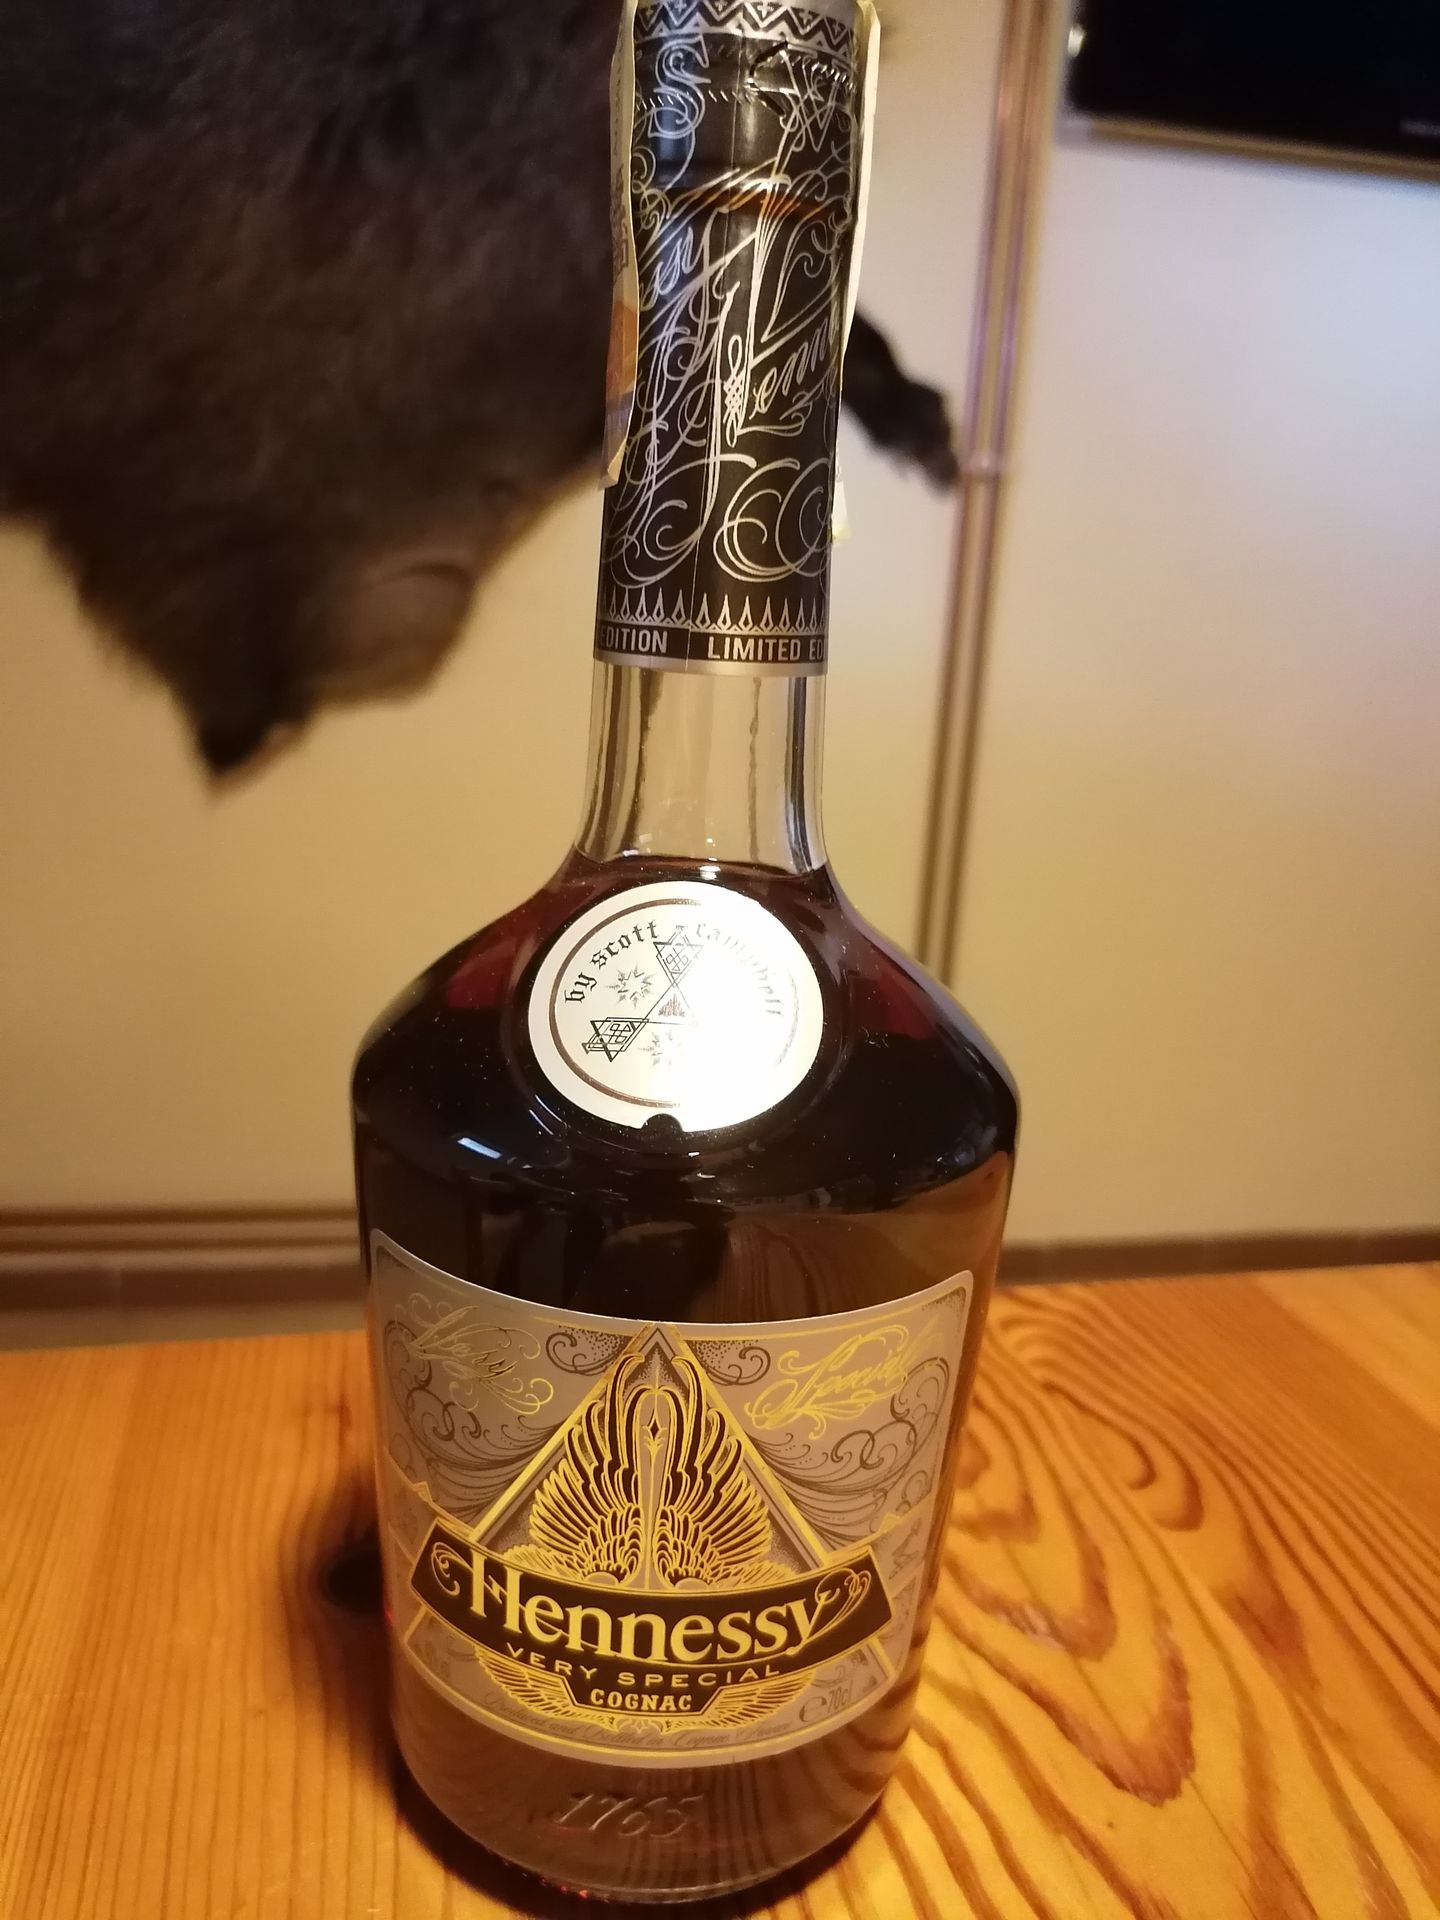 EDITION LIMITED ED
by scott campbell
Very Special
Hennessy
VERY SPECIAL
COGNAC
e 70cl
1765